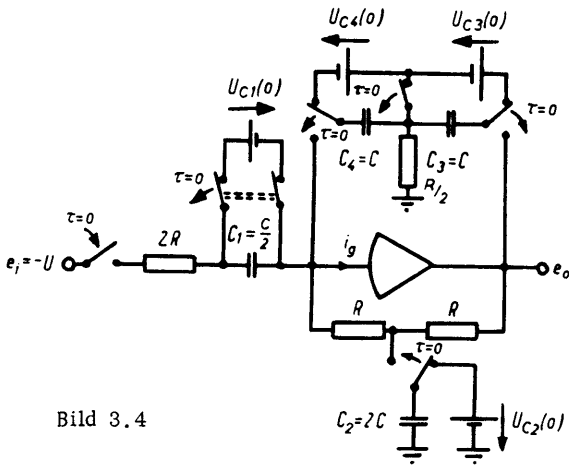 U_C4(0)
U_C3(0)
U_C1(0)
τ=0
τ=0
τ=0
τ=0
C_4=C
C_3=C
R/2
τ=0
e_i=-U
2R
C_1=C/2
i_g
e_o
R
R
τ=0
C_2=2C
U_C2(0)
Bild 3.4